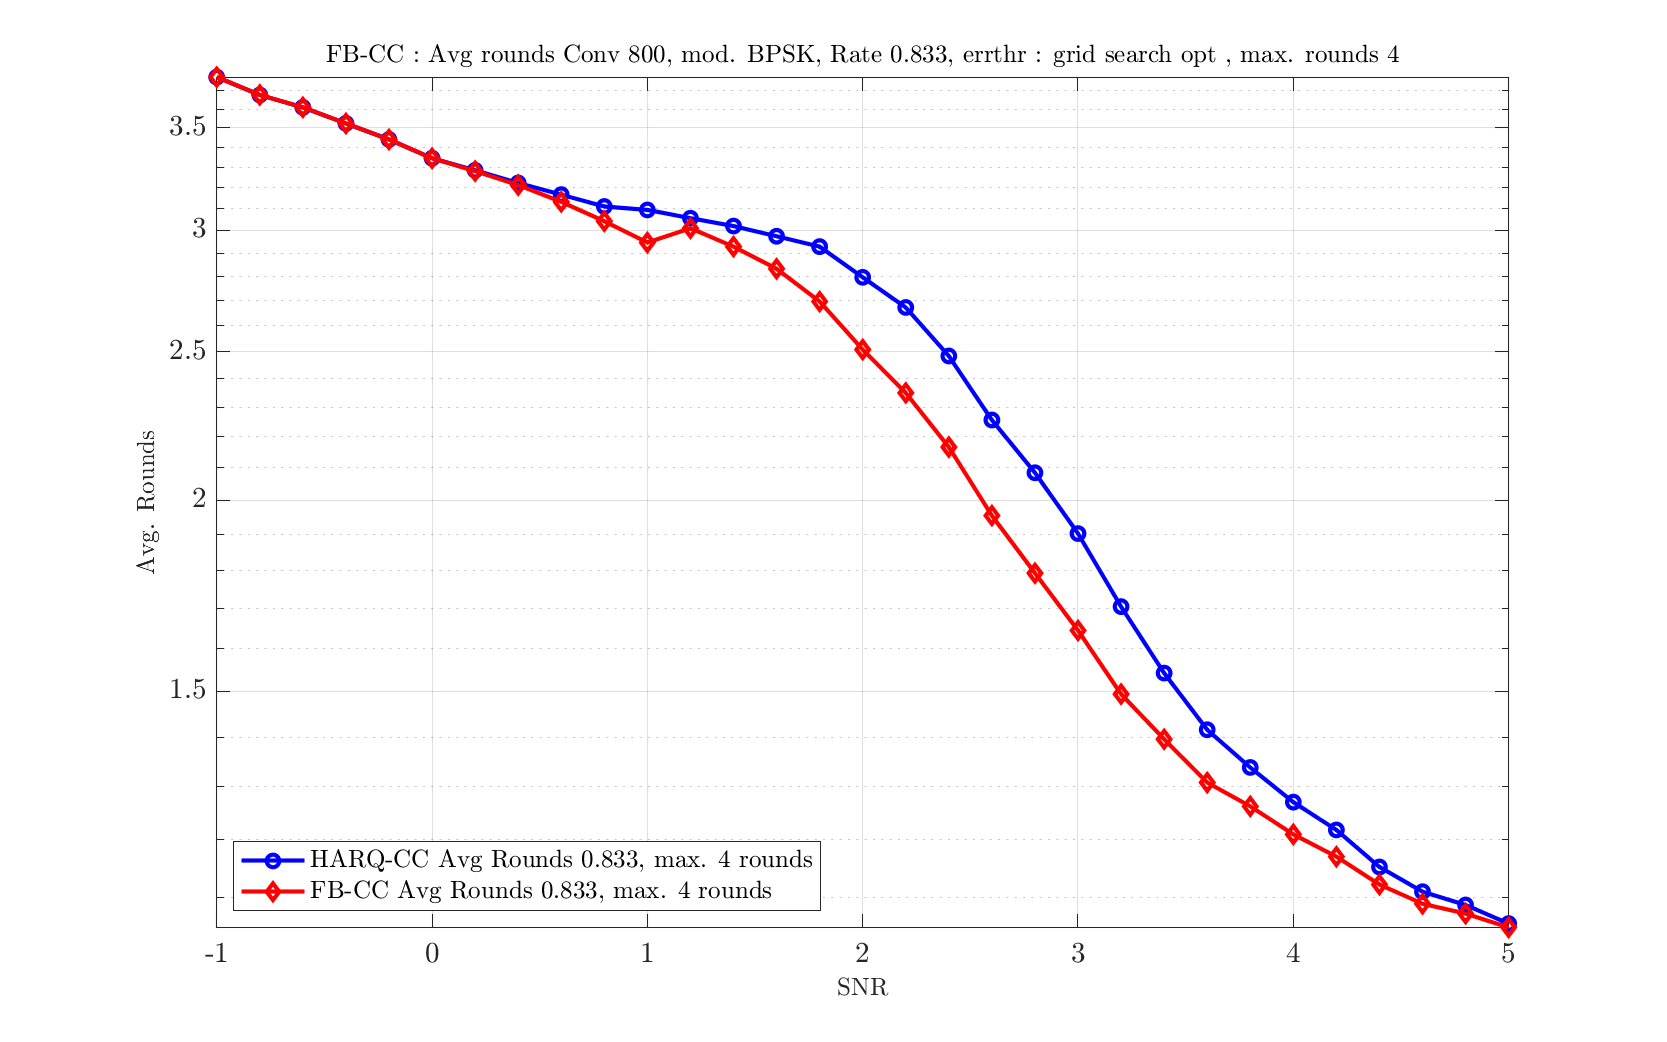 FB-CC : Avg rounds Conv 800, mod. BPSK, Rate 0.833, errthr : grid search opt , max. rounds 4
3.5
3
2.5
2
1.5
Avg. Rounds
HARQ-CC Avg Rounds 0.833, max. 4 rounds
FB-CC Avg Rounds 0.833, max. 4 rounds
-1 0 1 2 3 4 5
SNR